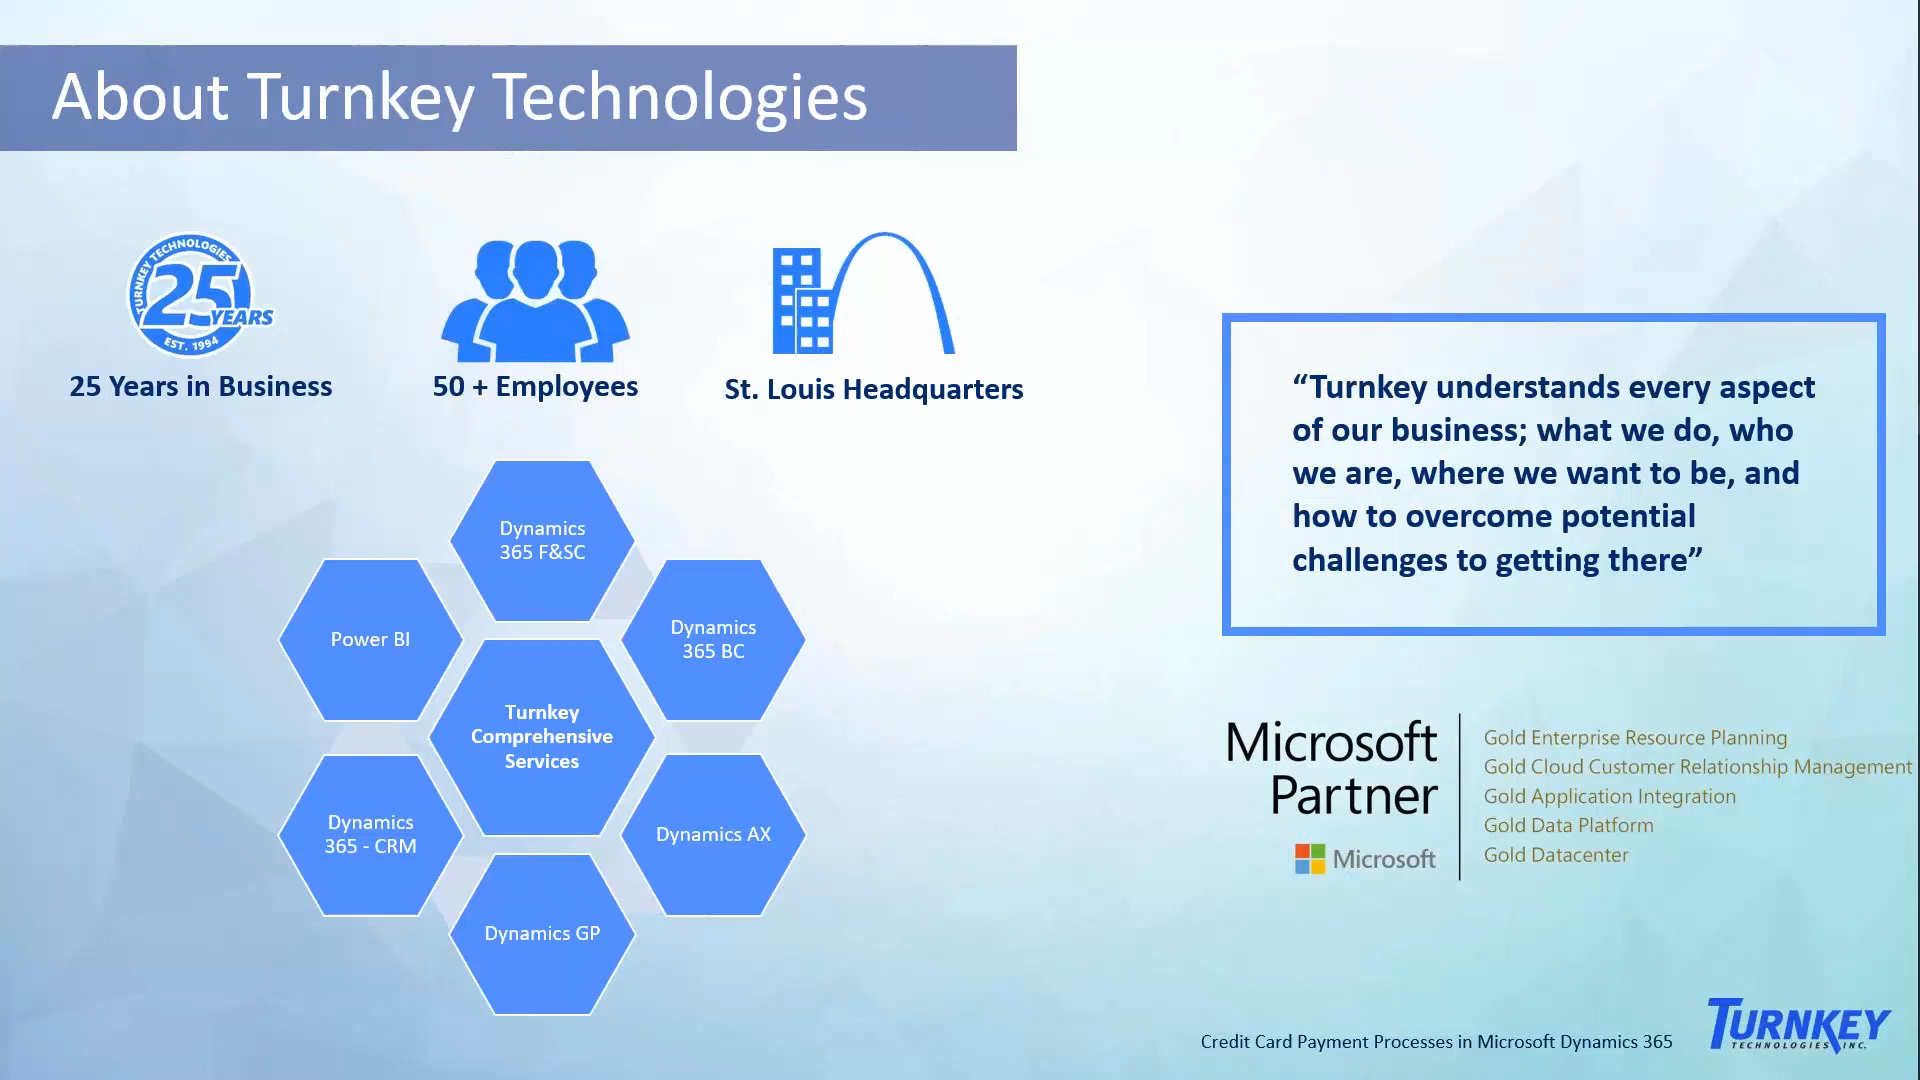 About Turnkey Technologies
TURNKEY TECHNOLOGIES
25
YEARS
EST. 1994
25 Years in Business
50 + Employees
St. Louis Headquarters
Dynamics
365 F&SC
Power BI
Dynamics
365 BC
Turnkey
Comprehensive
Services
Dynamics
365 - CRM
Dynamics AX
Dynamics GP
“Turnkey understands every aspect
of our business; what we do, who
we are, where we want to be, and
how to overcome potential
challenges to getting there”
Microsoft
Partner
Microsoft
Gold Enterprise Resource Planning
Gold Cloud Customer Relationship Management
Gold Application Integration
Gold Data Platform
Gold Datacenter
Credit Card Payment Processes in Microsoft Dynamics 365
TURNKEY
TECHNOLOGIES INC.